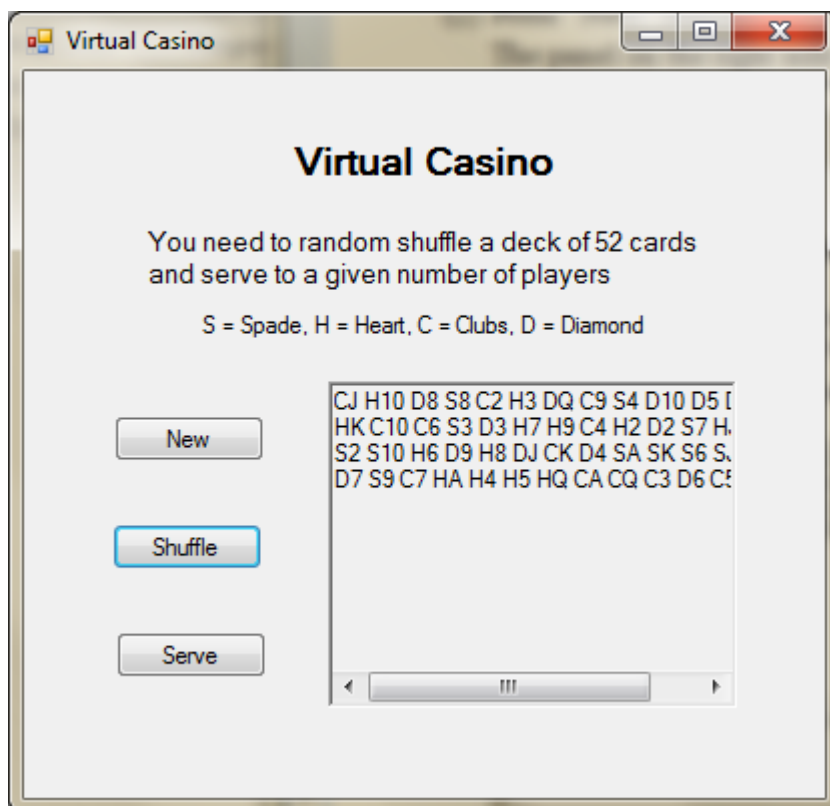 Virtual Casino
Virtual Casino
You need to random shuffle a deck of 52 cards
and serve to a given number of players
S = Spade, H = Heart, C = Clubs, D = Diamond
New
Shuffle
Serve
CJ H10 D8 S8 C2 H3 DQ C9 S4 D10 D5
HK C10 C6 S3 D3 H7 H9 C4 H2 D2 S7
S2 S10 H6 D9 H8 DJ CK D4 SA SK S6
D7 S9 C7 HA H4 H5 HQ CA CQ C3 D6